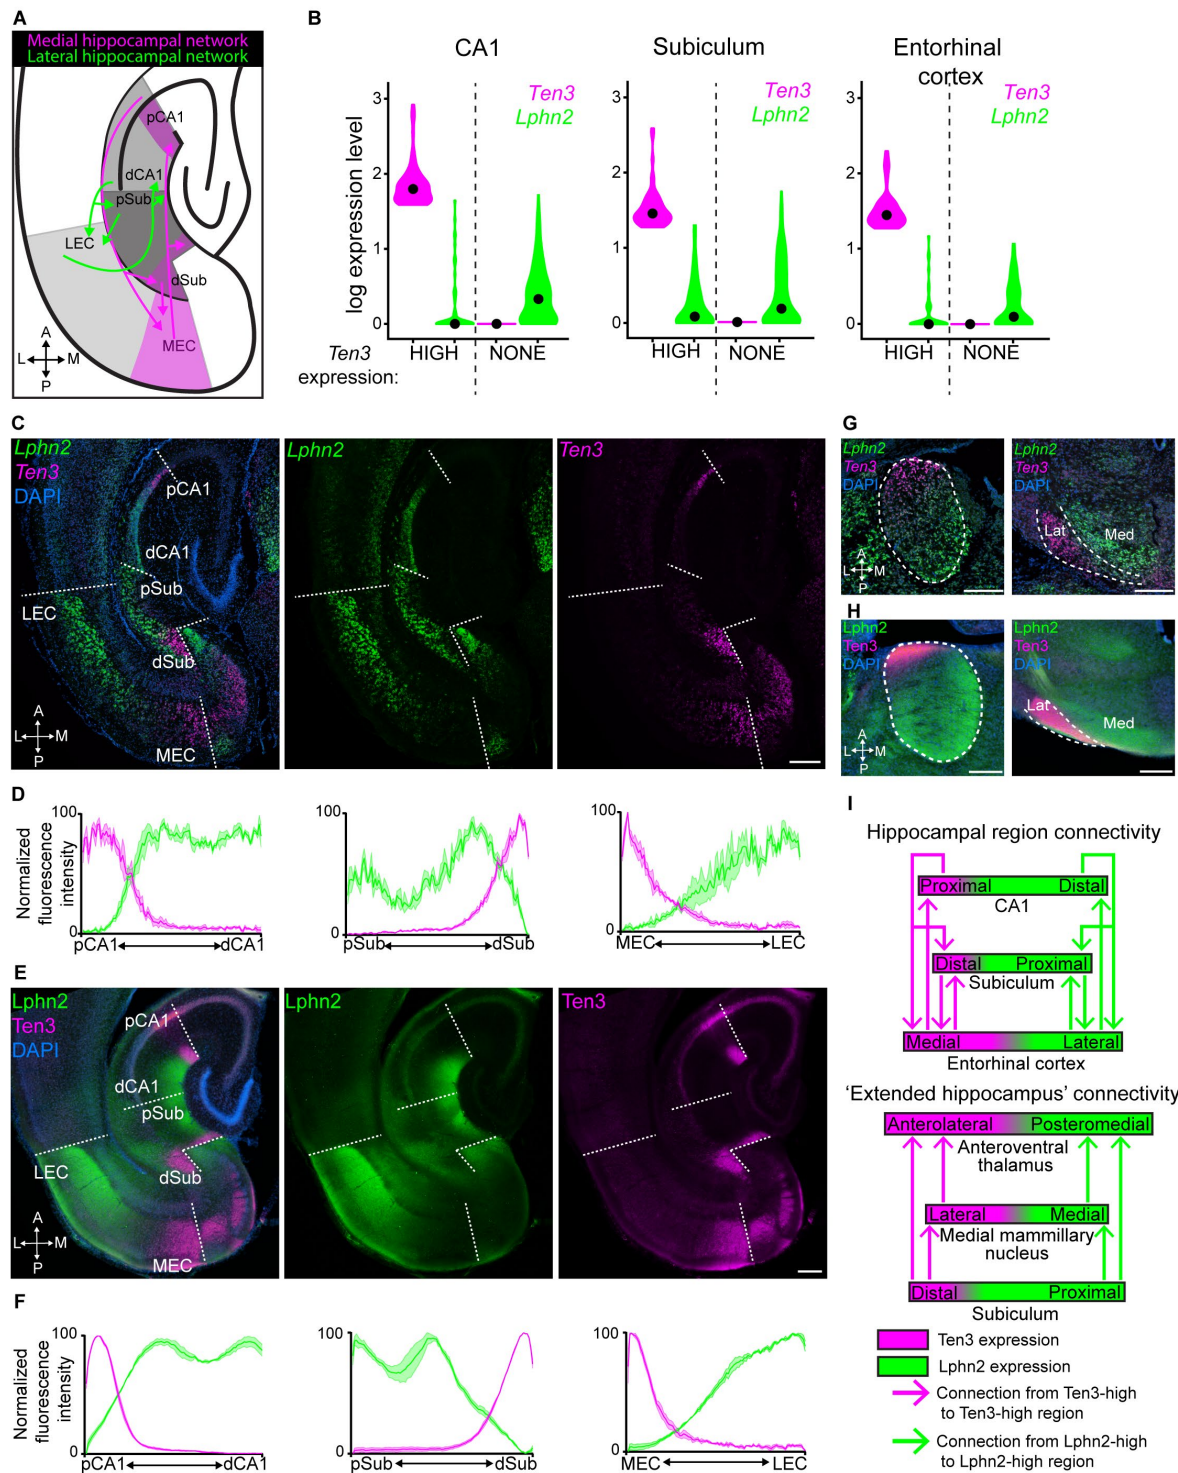 A
Medial hippocampal network
Lateral hippocampal network
pCA1
dCA1
pSub
LEC
dSub
MEC
A
L M
P
B
CA1
Subiculum
Entorhinal
cortex
Ten3
Lphn2
Ten3
Lphn2
Ten3
Lphn2
log expression level
3
2
1
0
3
2
1
0
3
2
1
0
Ten3
expression:
HIGH NONE
HIGH NONE
HIGH NONE
C
Lphn2
Ten3
DAPI
pCA1
dCA1
pSub
LEC
dSub
MEC
A
L M
P
Lphn2
Ten3
D
Normalized
fluorescence
intensity
100
0
pCA1 dCA1
100
0
pSub dSub
100
0
MEC LEC
E
Lphn2
Ten3
DAPI
pCA1
dCA1
pSub
LEC
dSub
MEC
A
L M
P
Lphn2
Ten3
F
Normalized
fluorescence
intensity
100
0
pCA1 dCA1
100
0
pSub dSub
100
0
MEC LEC
G
Lphn2
Ten3
DAPI
A
L M
P
Lphn2
Ten3
DAPI
Lat
Med
H
Lphn2
Ten3
DAPI
A
L M
P
Lphn2
Ten3
DAPI
Lat
Med
I
Hippocampal region connectivity
Proximal Distal
CA1
Distal Proximal
Subiculum
Medial Lateral
Entorhinal cortex
'Extended hippocampus' connectivity
Anterolateral Posteromedial
Anteroventral
thalamus
Lateral Medial
Medial mammillary
nucleus
Distal Proximal
Subiculum
Ten3 expression
Lphn2 expression
Connection from Ten3-high
to Ten3-high region
Connection from Lphn2-high
to Lphn2-high region